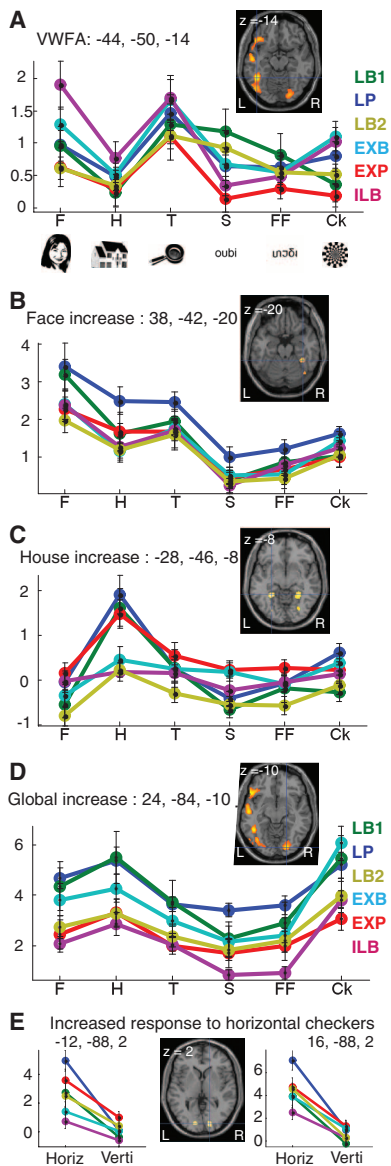 A
VWFA: -44, -50, -14
z =-14
L R
2
1.5
1
0.5
0
LB1
LP
LB2
EXB
EXP
ILB
F H T S FF Ck
oubi
B
Face increase : 38, -42, -20
z =-20
L R
4
3
2
1
F H T S FF Ck
C
House increase : -28, -46, -8
z =-8
L R
2
1
0
-1
F H T S FF Ck
D
Global increase : 24, -84, -10
z =-10
L R
6
4
2
LB1
LP
LB2
EXB
EXP
ILB
F H T S FF Ck
E Increased response to horizontal checkers
-12, -88, 2 16, -88, 2
z = 2
L R
4
2
0
Horiz Verti
6
4
2
0
Horiz Verti